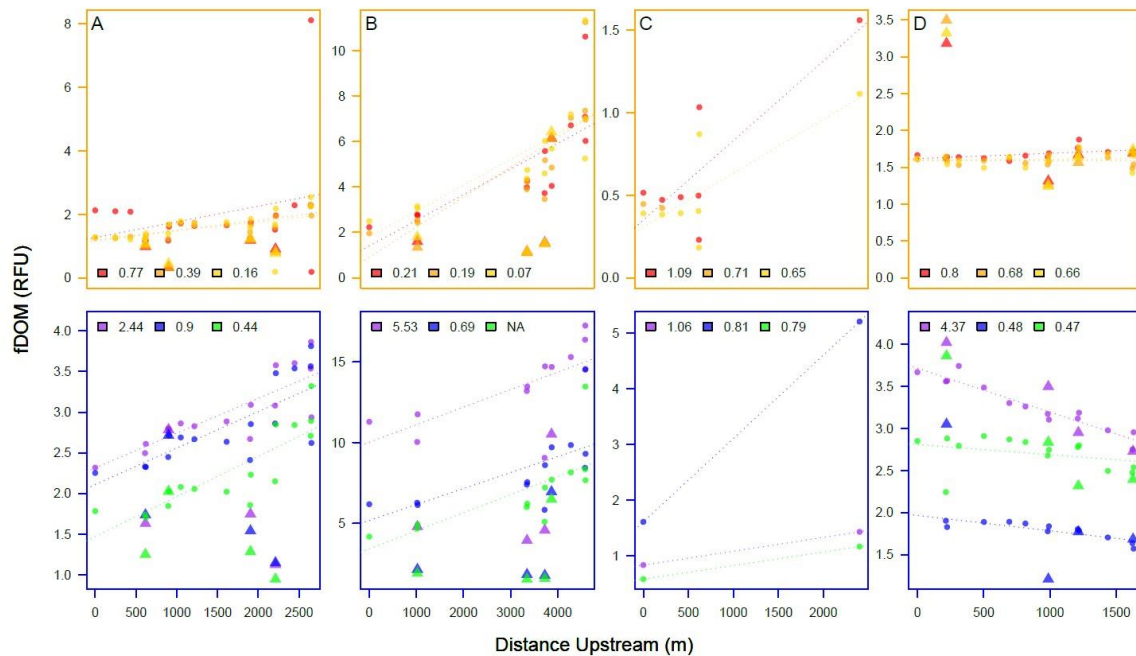 A
B
C
D
8
6
4
2
0
10
8
6
4
2
0
1.5
1.0
0.5
0.0
3.5
3.0
2.5
2.0
1.5
1.0
0.5
0.0
0.77 0.39 0.16
0.21 0.19 0.07
1.09 0.71 0.65
0.8 0.68 0.66
fDOM (RFU)
2.44 0.9 0.44
5.53 0.69 NA
1.06 0.81 0.79
4.37 0.48 0.47
4.0
3.5
3.0
2.5
2.0
1.5
1.0
15
10
5
5
4
3
2
1
4.0
3.5
3.0
2.5
2.0
1.5
0 500 1000 1500 2000 2500
0 1000 2000 3000 4000
0 500 1000 1500 2000
0 500 1000 1500
Distance Upstream (m)